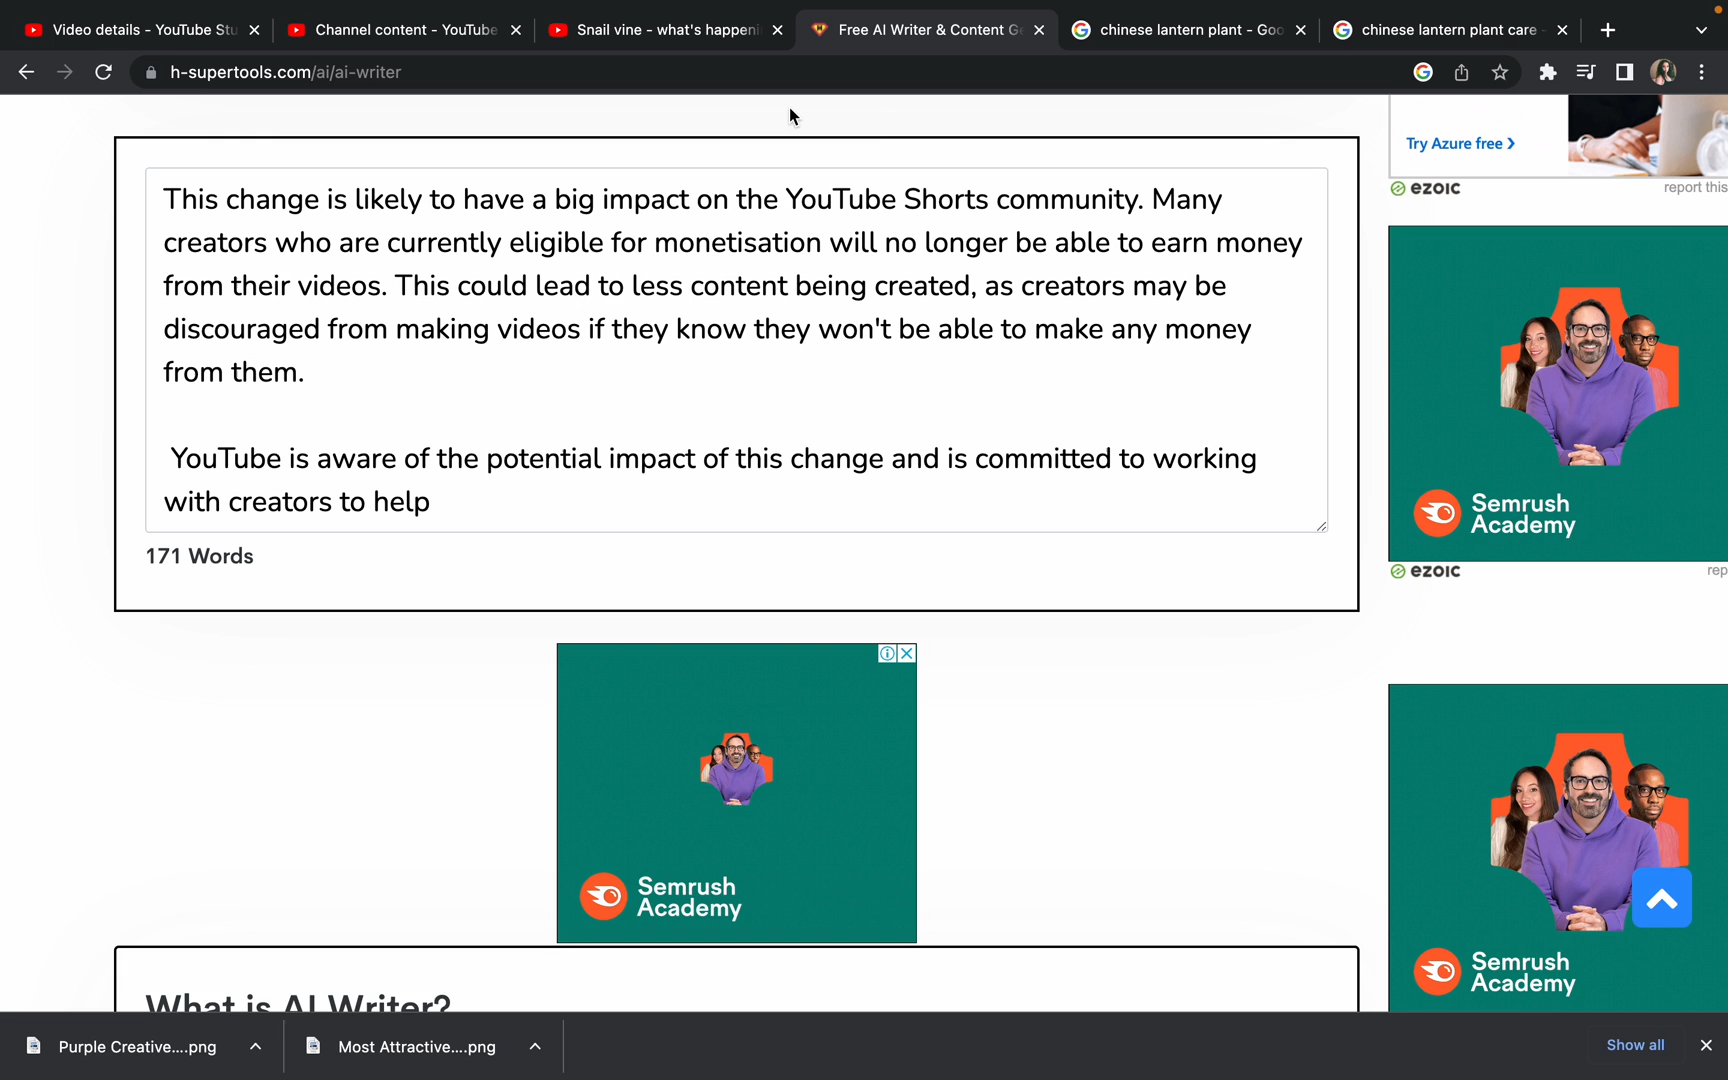 Video details - YouTube Stu
Channel content - YouTube
Snail vine - what's happeni
Free AI Writer & Content Ge
chinese lantern plant - Goo
chinese lantern plant care -
h-supertools.com/ai/ai-writer
Try Azure free ❯
ezoic
report this
This change is likely to have a big impact on the YouTube Shorts community. Many
creators who are currently eligible for monetisation will no longer be able to earn money
from their videos. This could lead to less content being created, as creators may be
discouraged from making videos if they know they won't be able to make any money
from them.
YouTube is aware of the potential impact of this change and is committed to working
with creators to help
171 Words
Semrush
Academy
ezoic
rep
Semrush
Academy
Semrush
Academy
What is AI Writer?
Purple Creative....png
Most Attractive....png
Show all